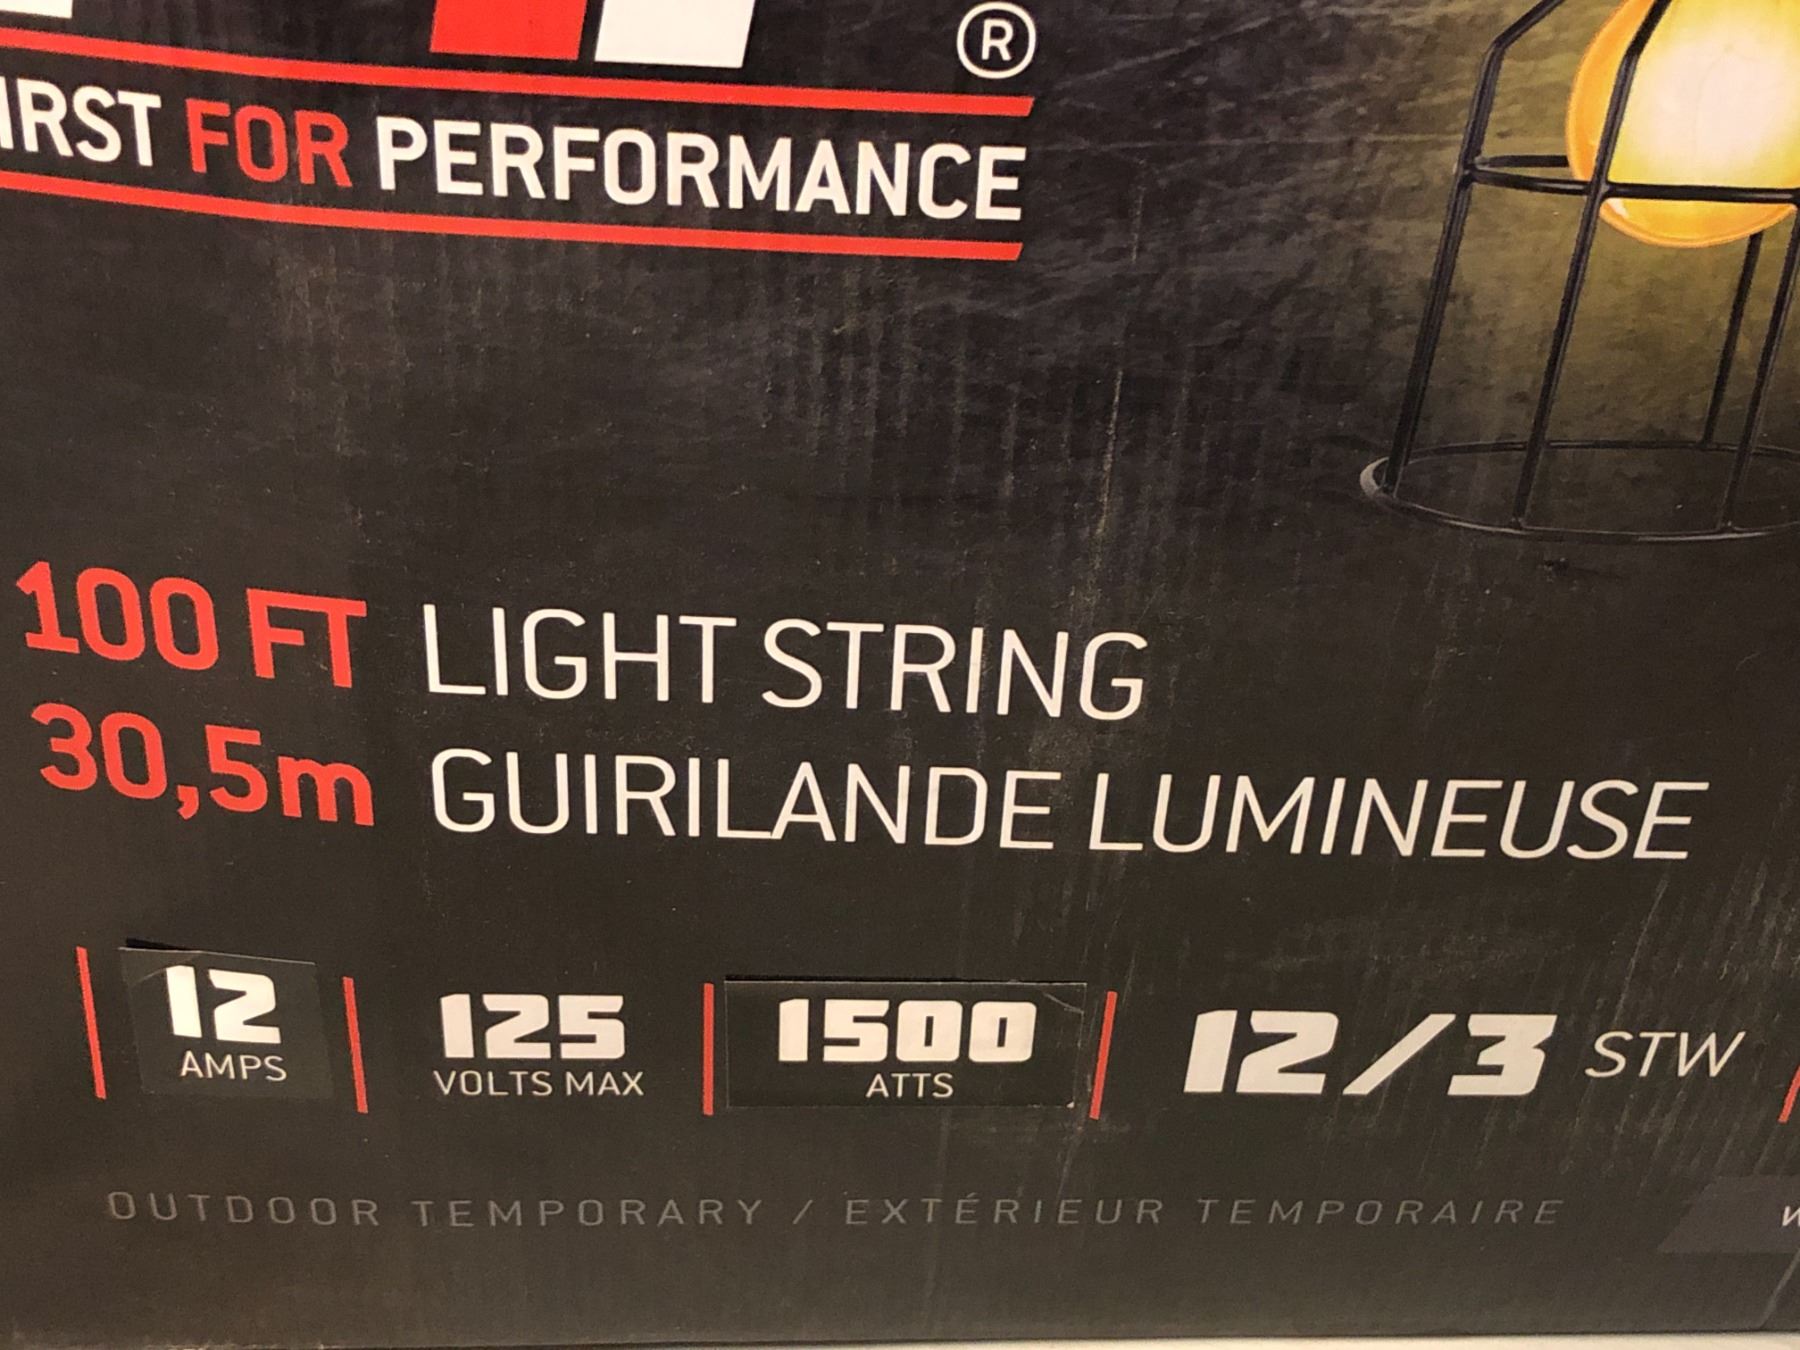 ®
FOR PERFORMANCE
100 FT LIGHT STRING
30,5m GUIRILANDE LUMINEUSE
12 AMPS
125 VOLTS MAX
1500 ATTS
12/3 STW
OUTDOOR TEMPORARY / EXTÉRIEUR TEMPORAIRE